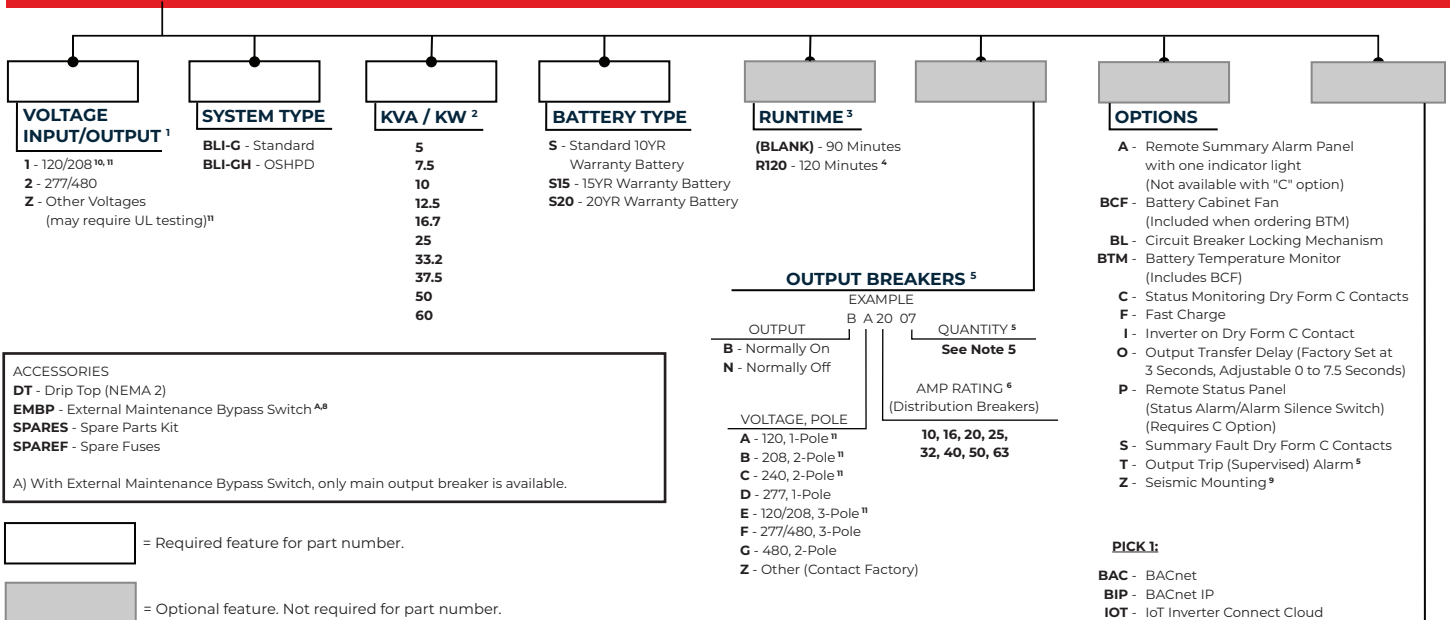 VOLTAGE
INPUT/OUTPUT 1
1 - 120/208 10, 11
2 - 277/480
Z - Other Voltages
(may require UL testing)11
SYSTEM TYPE
BLI-G - Standard
BLI-GH - OSHPD
KVA / KW 2
5
7.5
10
12.5
16.7
25
33.2
37.5
50
60
BATTERY TYPE
S - Standard 10YR
Warranty Battery
S15 - 15YR Warranty Battery
S20 - 20YR Warranty Battery
RUNTIME 3
(BLANK) - 90 Minutes
R120 - 120 Minutes 4
OUTPUT BREAKERS 5
EXAMPLE
B A 20 07
OUTPUT
B - Normally On
N - Normally Off
QUANTITY 5
See Note 5
AMP RATING 6
(Distribution Breakers)
10, 16, 20, 25,
32, 40, 50, 63
VOLTAGE, POLE
A - 120, 1-Pole 11
B - 208, 2-Pole 11
C - 240, 2-Pole 11
D - 277, 1-Pole
E - 120/208, 3-Pole 11
F - 277/480, 3-Pole
G - 480, 2-Pole
Z - Other (Contact Factory)
OPTIONS
A - Remote Summary Alarm Panel
with one indicator light
(Not available with "C" option)
BCF - Battery Cabinet Fan
(Included when ordering BTM)
BL - Circuit Breaker Locking Mechanism
BTM - Battery Temperature Monitor
(Includes BCF)
C - Status Monitoring Dry Form C Contacts
F - Fast Charge
I - Inverter on Dry Form C Contact
O - Output Transfer Delay (Factory Set at
3 Seconds, Adjustable 0 to 7.5 Seconds)
P - Remote Status Panel
(Status Alarm/Alarm Silence Switch)
(Requires C Option)
S - Summary Fault Dry Form C Contacts
T - Output Trip (Supervised) Alarm 5
Z - Seismic Mounting 9
PICK 1:
BAC - BACnet
BIP - BACnet IP
IOT - IoT Inverter Connect Cloud
ACCESSORIES
DT - Drip Top (NEMA 2)
EMBP - External Maintenance Bypass Switch A,8
SPARES - Spare Parts Kit
SPAREF - Spare Fuses
A) With External Maintenance Bypass Switch, only main output breaker is available.
= Required feature for part number.
= Optional feature. Not required for part number.